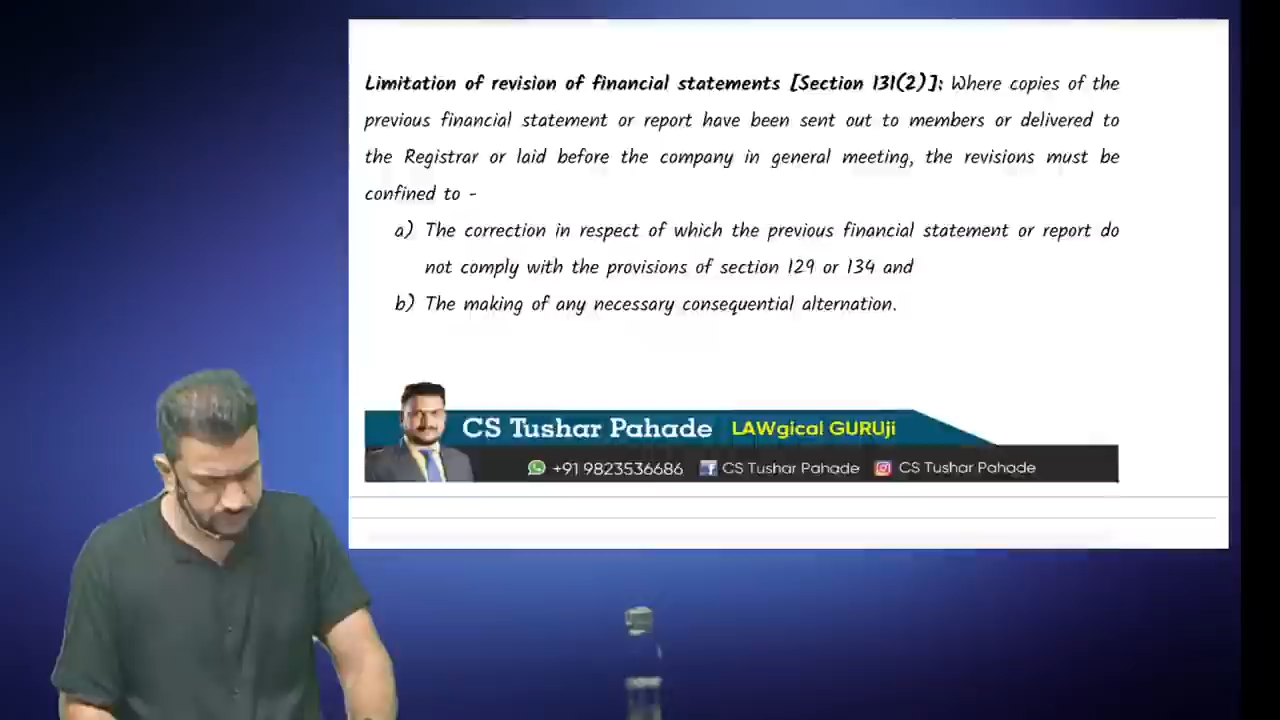 Limitation of revision of financial statements [Section 131(2)]: Where copies of the
previous financial statement or report have been sent out to members or delivered to
the Registrar or laid before the company in general meeting, the revisions must be
confined to -
a) The correction in respect of which the previous financial statement or report do
not comply with the provisions of section 129 or 134 and
b) The making of any necessary consequential alternation.
CS Tushar Pahade LAWgical GURUji
+91 9823536686 CS Tushar Pahade CS Tushar Pahade